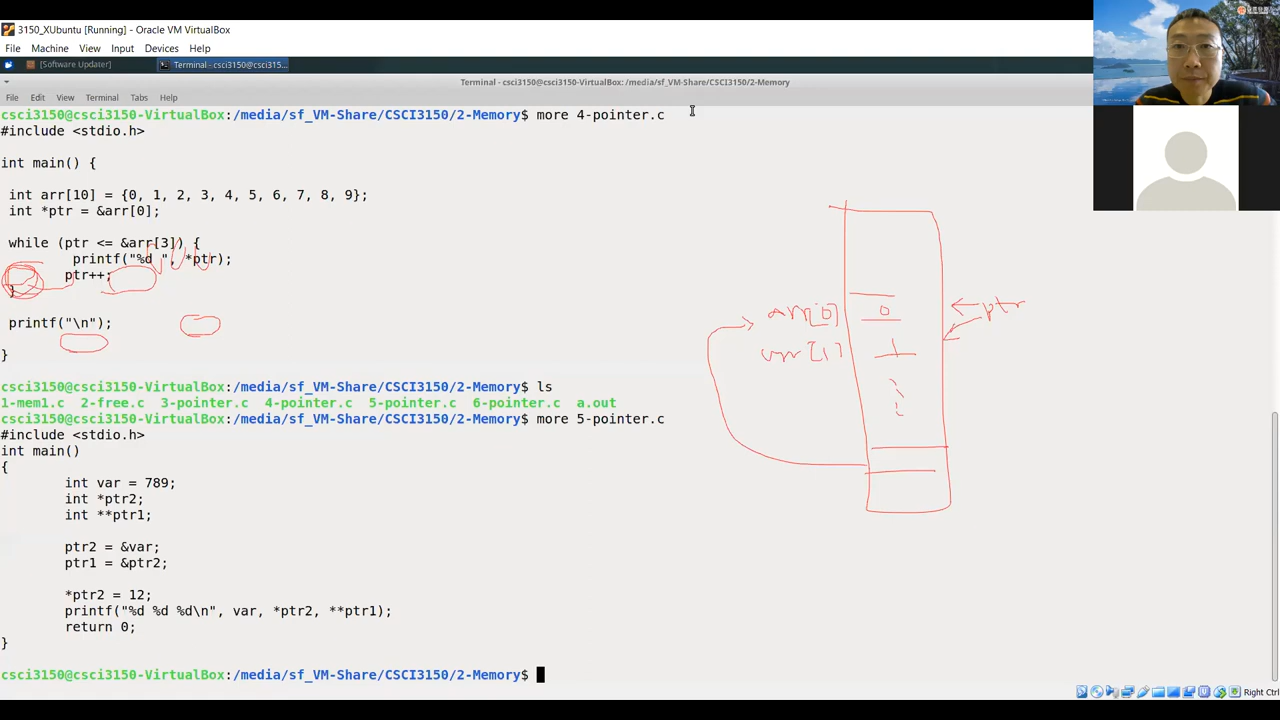 3150_XUbuntu [Running] - Oracle VM VirtualBox
File Machine View Input Devices Help
[Software Updater] Terminal - csci3150@csci315...
Terminal - csci3150@csci3150-VirtualBox: /media/sf_VM-Share/CSCI3150/2-Memory
File Edit View Terminal Tabs Help
csci3150@csci3150-VirtualBox:/media/sf_VM-Share/CSCI3150/2-Memory$ more 4-pointer.c
#include <stdio.h>
int main() {
int arr[10] = {0, 1, 2, 3, 4, 5, 6, 7, 8, 9};
int *ptr = &arr[0];
while (ptr <= &arr[3]) {
printf("%d ", *ptr);
ptr++;
}
printf("\n");
}
csci3150@csci3150-VirtualBox:/media/sf_VM-Share/CSCI3150/2-Memory$ ls
1-mem1.c 2-free.c 3-pointer.c 4-pointer.c 5-pointer.c 6-pointer.c a.out
csci3150@csci3150-VirtualBox:/media/sf_VM-Share/CSCI3150/2-Memory$ more 5-pointer.c
#include <stdio.h>
int main()
{
int var = 789;
int *ptr2;
int **ptr1;
ptr2 = &var;
ptr1 = &ptr2;
*ptr2 = 12;
printf("%d %d %d\n", var, *ptr2, **ptr1);
return 0;
}
csci3150@csci3150-VirtualBox:/media/sf_VM-Share/CSCI3150/2-Memory$
arr[0] 0 ptr
arr[1] 1
Right Ctrl